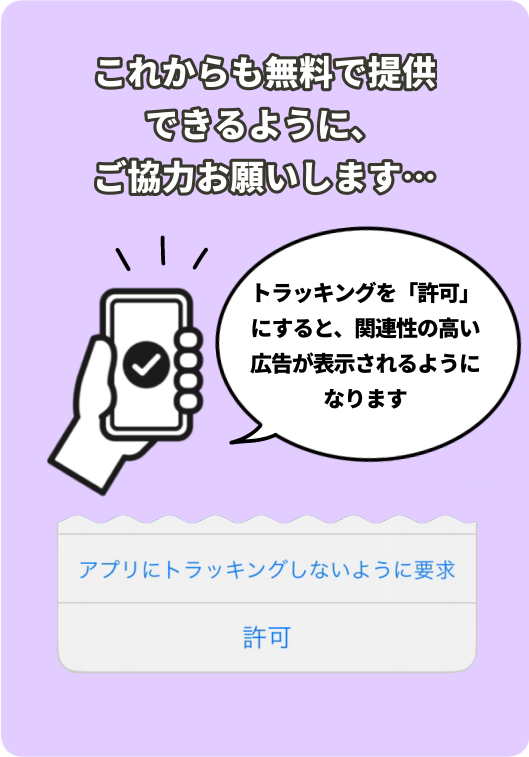 これからも無料で提供
できるように、
ご協力お願いします…
トラッキングを「許可」
にすると、関連性の高い
広告が表示されるように
なります
アプリにトラッキングしないように要求
許可